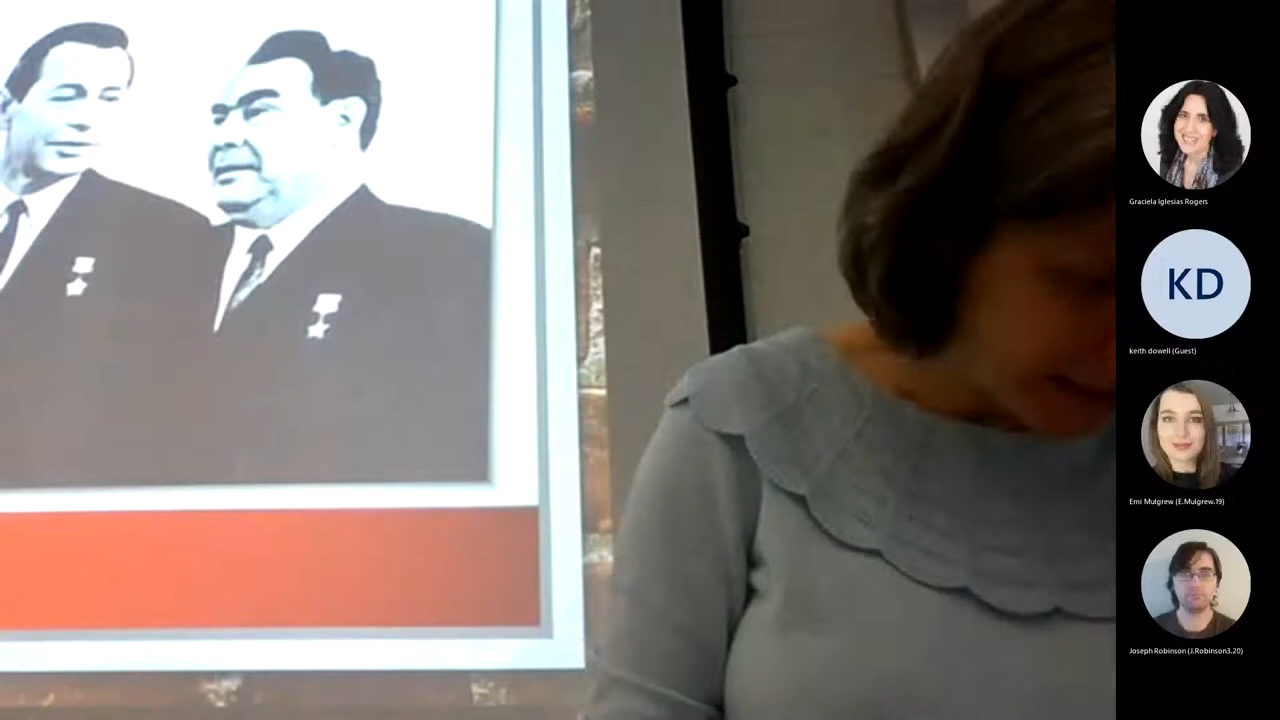 Graciela Iglesias Rogers
KD
keith dowell (Guest)
Emi Mulgrew (E.Mulgrew.19)
Joseph Robinson (J.Robinson3.20)